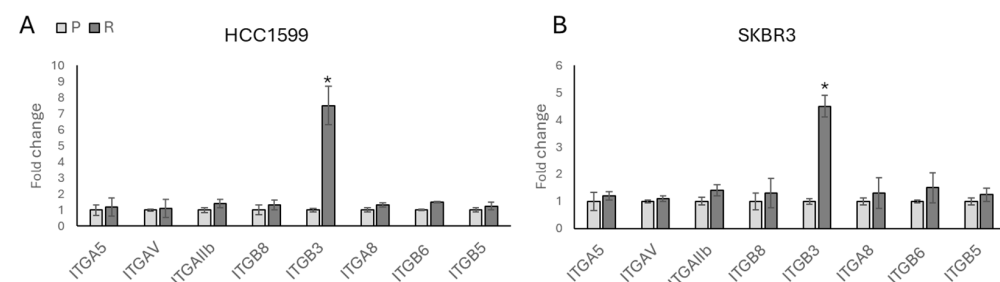 A
P R
HCC1599
Fold change
10
9
8
7
6
5
4
3
2
1
0
*
ITGA5 ITGAV ITGAIIb ITGB8 ITGB3 ITGA8 ITGB6 ITGB5
B
SKBR3
Fold change
6
5
4
3
2
1
0
*
ITGA5 ITGAV ITGAIIb ITGB8 ITGB3 ITGA8 ITGB6 ITGB5